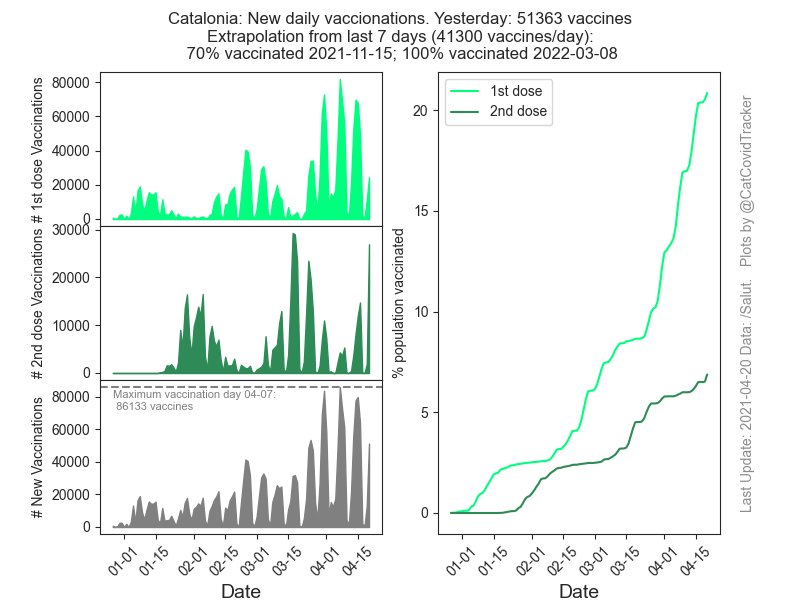 Catalonia: New daily vaccionations. Yesterday: 51363 vaccines
Extrapolation from last 7 days (41300 vaccines/day):
70% vaccinated 2021-11-15; 100% vaccinated 2022-03-08
# 1st dose Vaccinations
80000
60000
40000
20000
0
# 2nd dose Vaccinations
30000
20000
10000
0
# New Vaccinations
80000
60000
40000
20000
0
Maximum vaccination day 04-07:
86133 vaccines
01-01
01-15
02-01
02-15
03-01
03-15
04-01
04-15
Date
% population vaccinated
20
15
10
5
0
1st dose
2nd dose
01-01
01-15
02-01
02-15
03-01
03-15
04-01
04-15
Date
Last Update: 2021-04-20 Data: /Salut. Plots by @CatCovidTracker